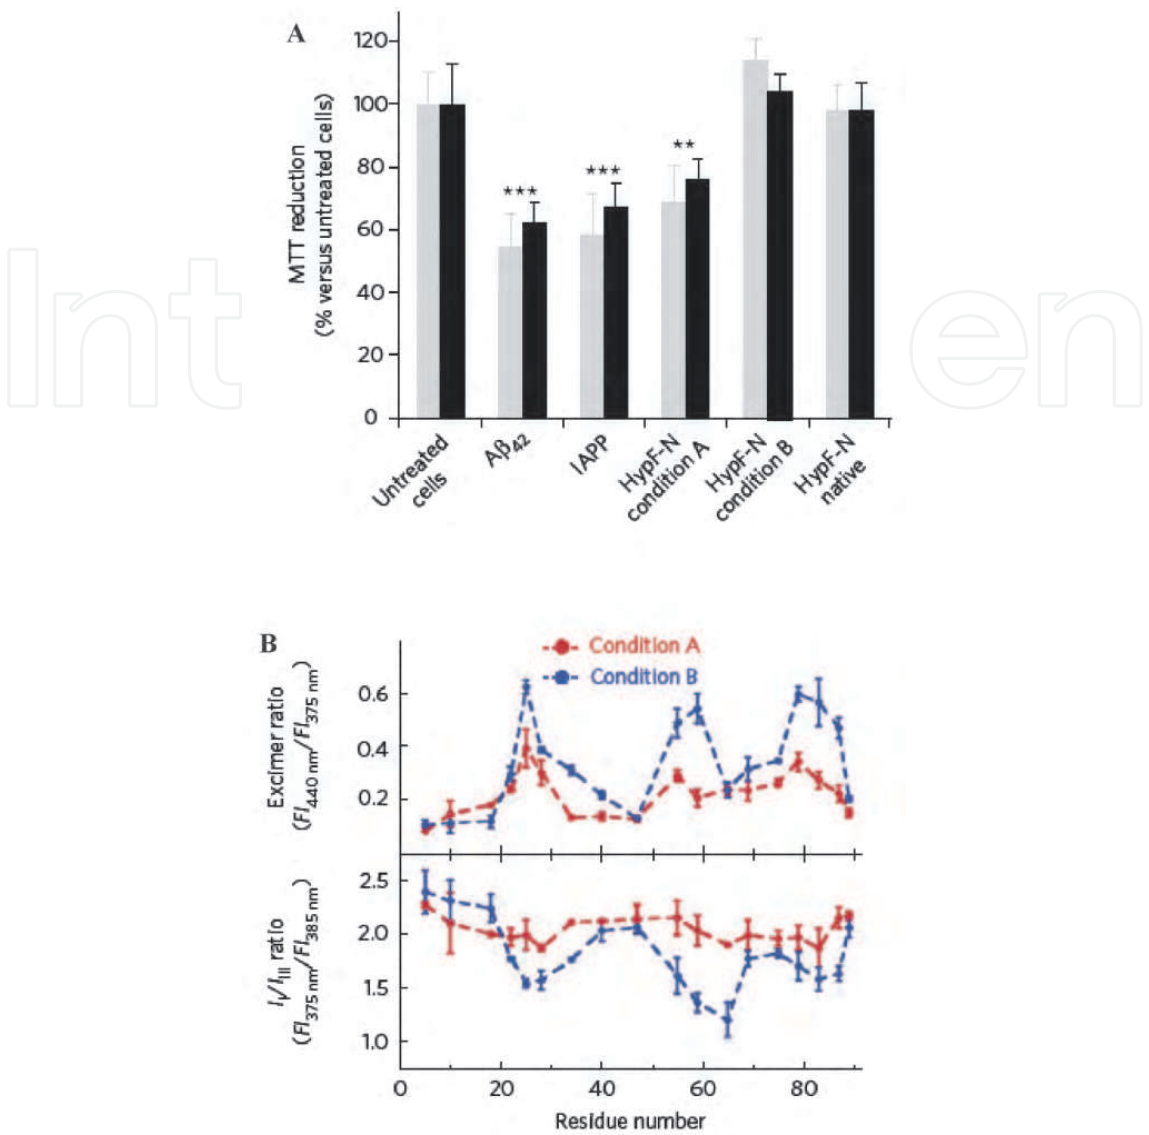 A
MTT reduction
(% versus untreated cells)
120
100
80
60
40
20
0
***
***
**
Untreated
cells
Aβ42
IAPP
HypF-N
condition A
HypF-N
condition B
HypF-N
native
Int en
B
Condition A
Condition B
Excimer ratio
(FI440 nm/FI375 nm)
0.6
0.4
0.2
II/IIII ratio
(FI375 nm/FI385 nm)
2.5
2.0
1.5
1.0
0 20 40 60 80
Residue number